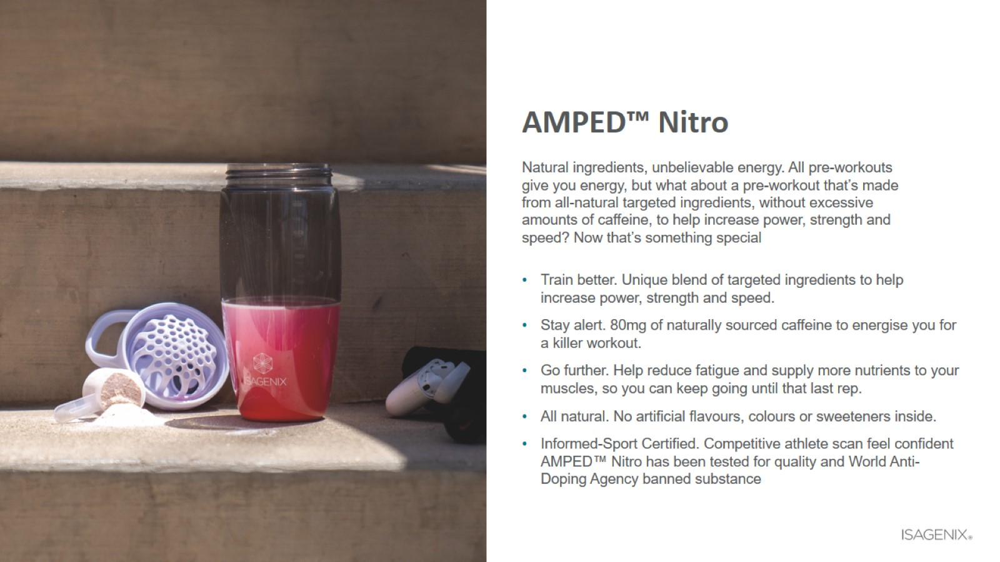 AMPED™ Nitro
Natural ingredients, unbelievable energy. All pre-workouts
give you energy, but what about a pre-workout that’s made
from all-natural targeted ingredients, without excessive
amounts of caffeine, to help increase power, strength and
speed? Now that’s something special
• Train better. Unique blend of targeted ingredients to help
increase power, strength and speed.
• Stay alert. 80mg of naturally sourced caffeine to energise you for
a killer workout.
• Go further. Help reduce fatigue and supply more nutrients to your
muscles, so you can keep going until that last rep.
• All natural. No artificial flavours, colours or sweeteners inside.
• Informed-Sport Certified. Competitive athlete scan feel confident
AMPED™ Nitro has been tested for quality and World Anti-
Doping Agency banned substance
ISAGENIX
ISAGENIX®